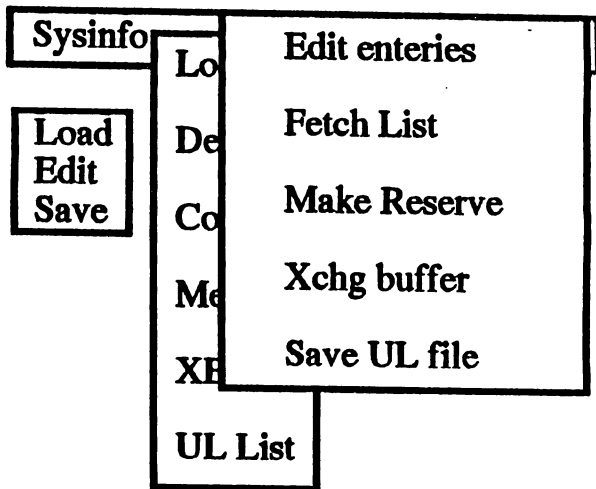 Sysinfo
Load
Edit
Save
Lo
De
Co
Me
XE
UL List
Edit enteries
Fetch List
Make Reserve
Xchg buffer
Save UL file